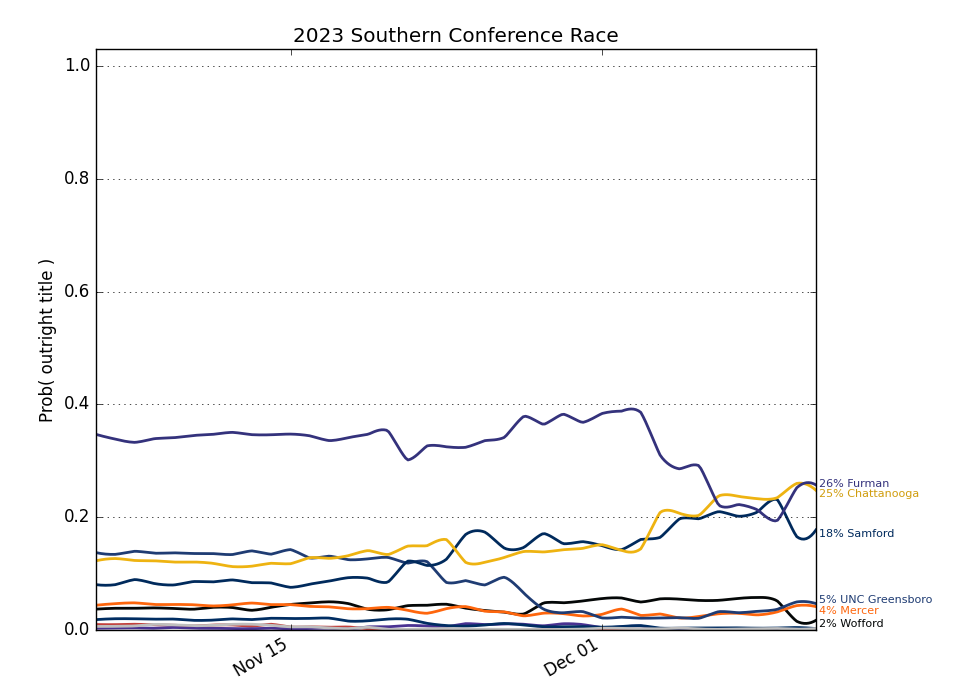 2023 Southern Conference Race
1.0
0.8
0.6
0.4
0.2
0.0
Prob( outright title )
Nov 15
Dec 01
26% Furman
25% Chattanooga
18% Samford
5% UNC Greensboro
4% Mercer
2% Wofford